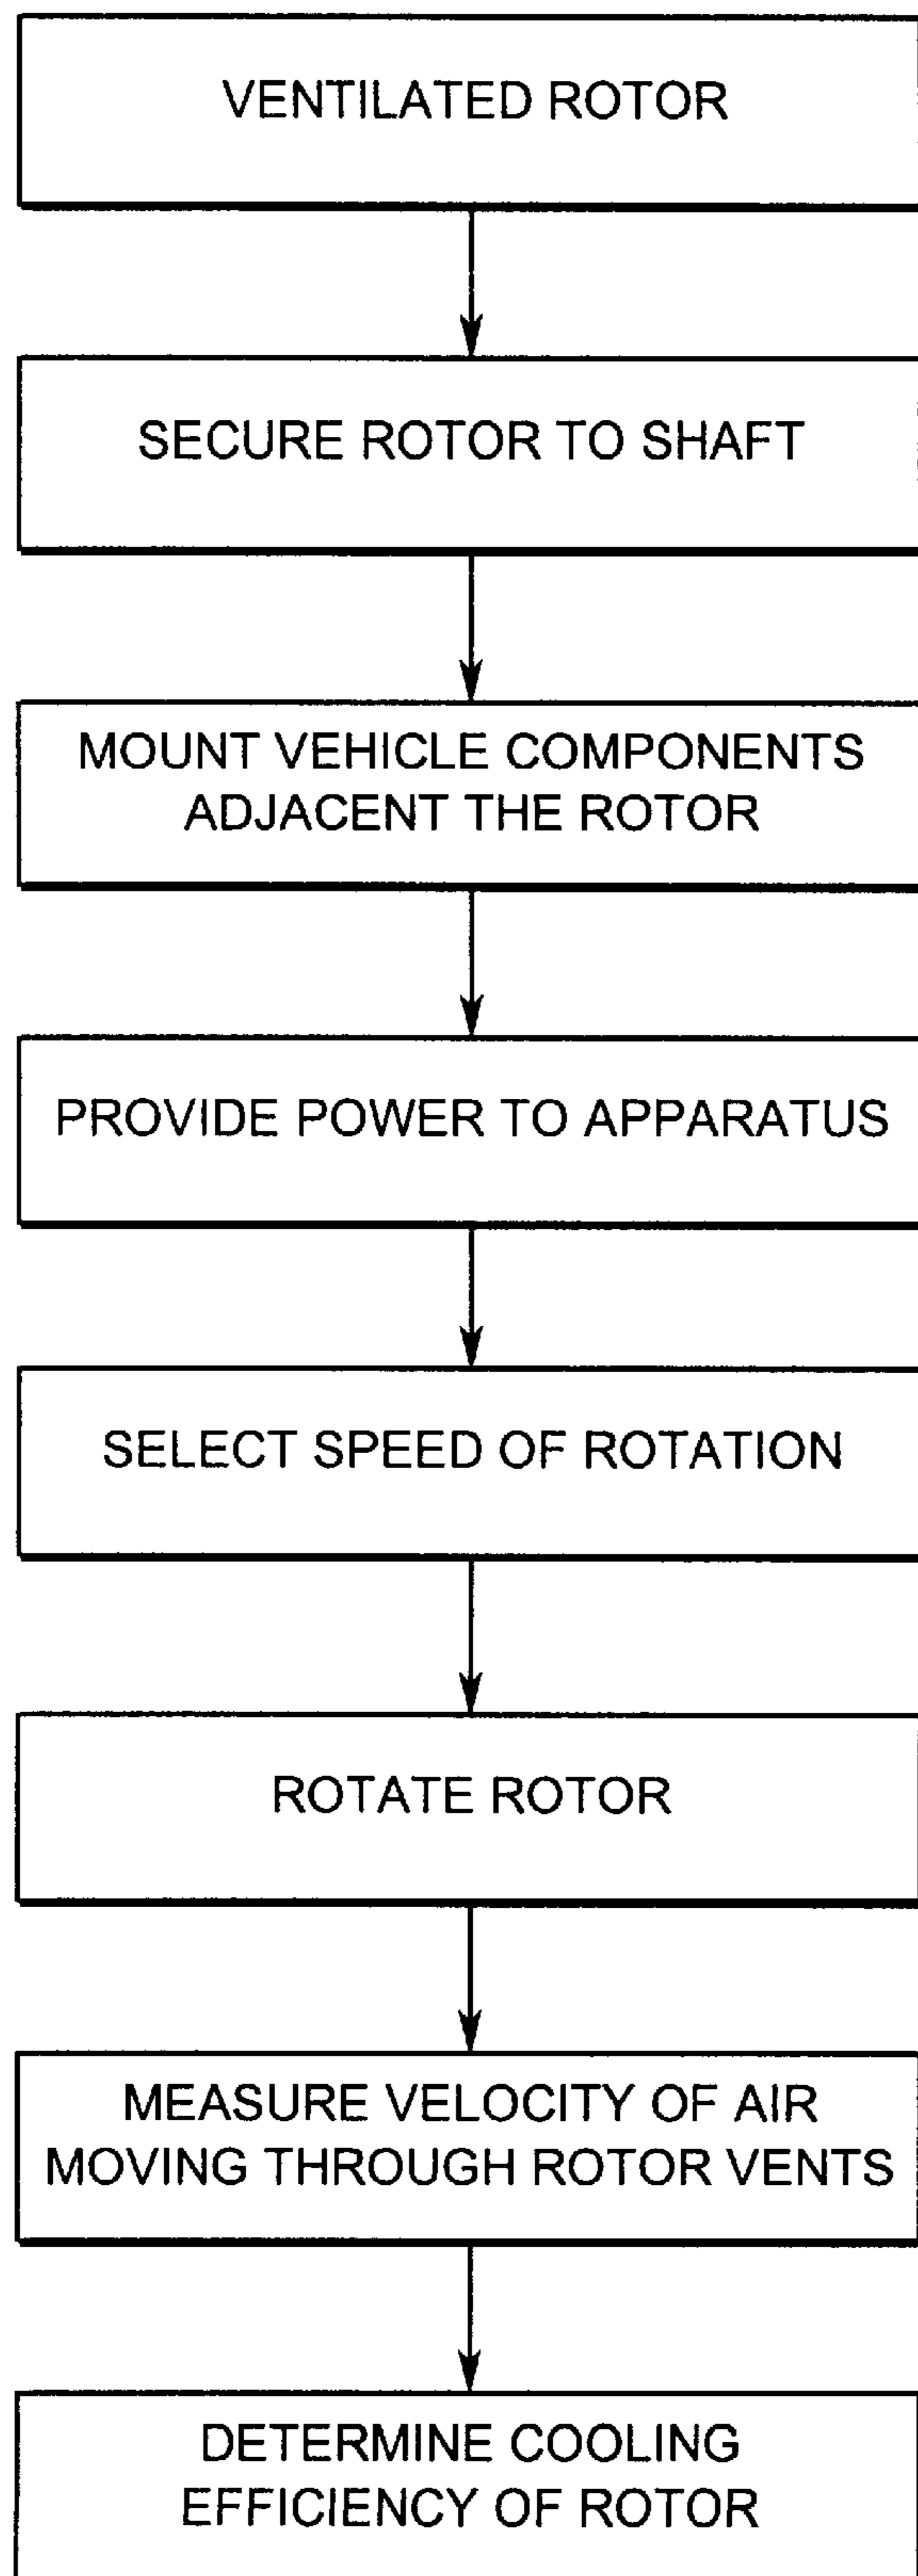 VENTILATED ROTOR
SECURE ROTOR TO SHAFT
MOUNT VEHICLE COMPONENTS
ADJACENT THE ROTOR
PROVIDE POWER TO APPARATUS
SELECT SPEED OF ROTATION
ROTATE ROTOR
MEASURE VELOCITY OF AIR
MOVING THROUGH ROTOR VENTS
DETERMINE COOLING
EFFICIENCY OF ROTOR